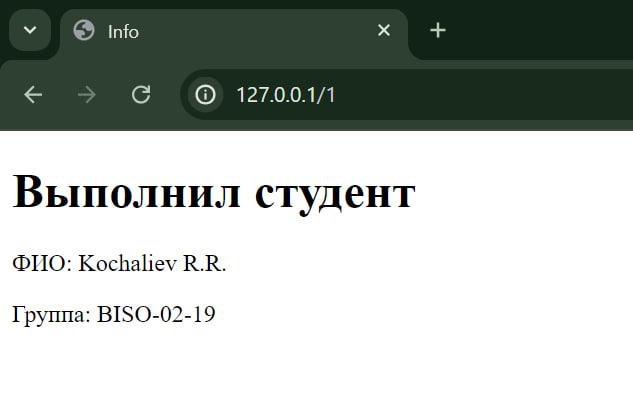 Info
127.0.0.1/1
Выполнил студент
ФИО: Kochaliev R.R.
Группа: BISO-02-19